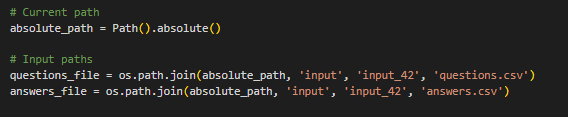 # Current path
absolute_path = Path().absolute()
# Input paths
questions_file = os.path.join(absolute_path, 'input', 'input_42', 'questions.csv')
answers_file = os.path.join(absolute_path, 'input', 'input_42', 'answers.csv')